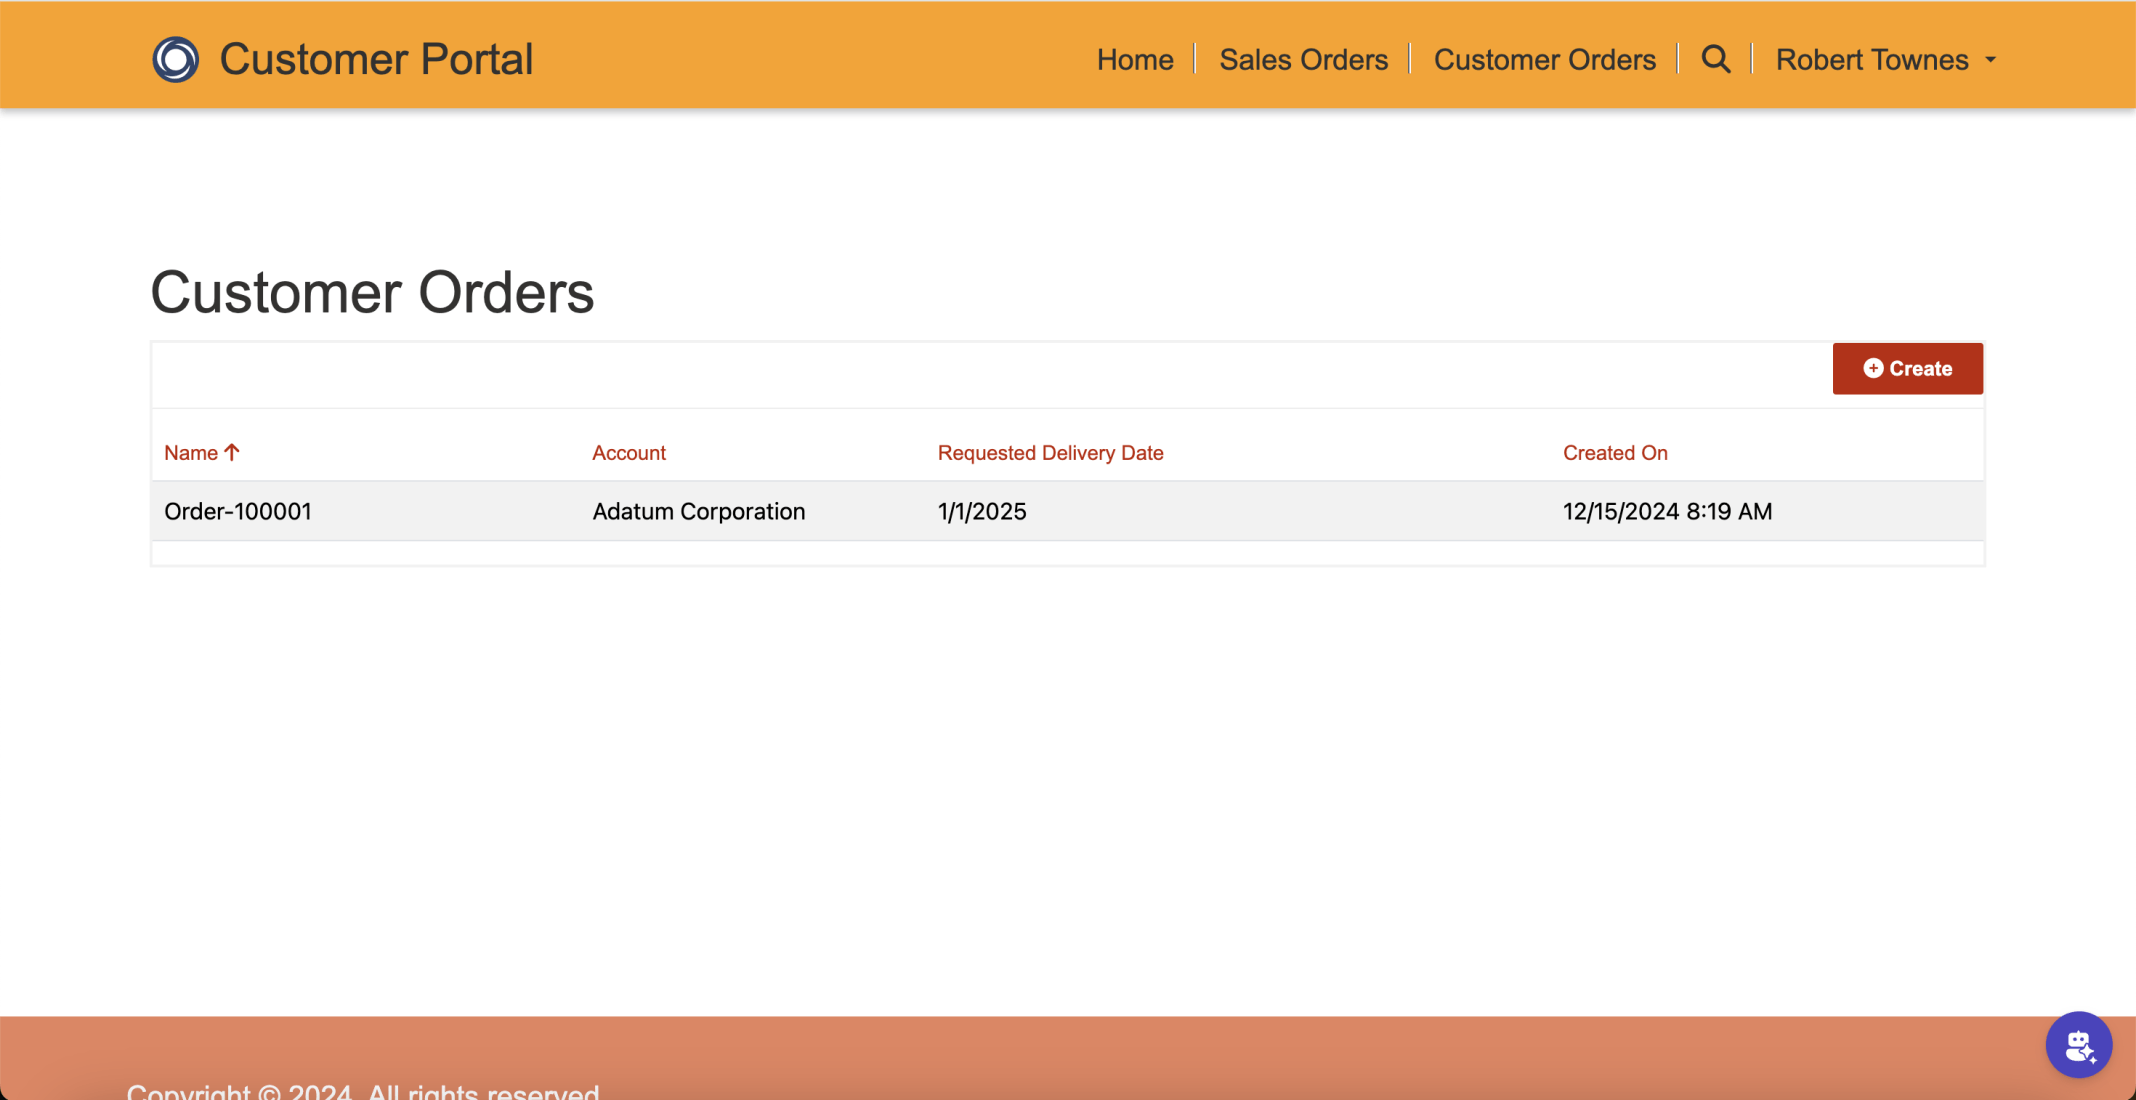 Customer Portal
Home
Sales Orders
Customer Orders
Robert Townes
Customer Orders
Create
Name
Account
Requested Delivery Date
Created On
Order-100001
Adatum Corporation
1/1/2025
12/15/2024 8:19 AM
Copyright © 2024. All rights reserved.